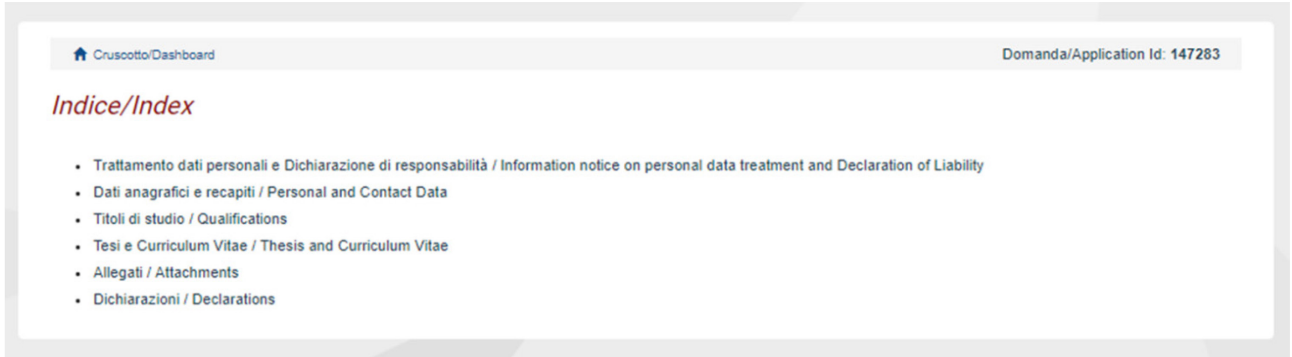 Cruscotto/Dashboard Domanda/Application Id: 147283
Indice/Index
Trattamento dati personali e Dichiarazione di responsabilità / Information notice on personal data treatment and Declaration of Liability
Dati anagrafici e recapiti / Personal and Contact Data
Titoli di studio / Qualifications
Tesi e Curriculum Vitae / Thesis and Curriculum Vitae
Allegati / Attachments
Dichiarazioni / Declarations